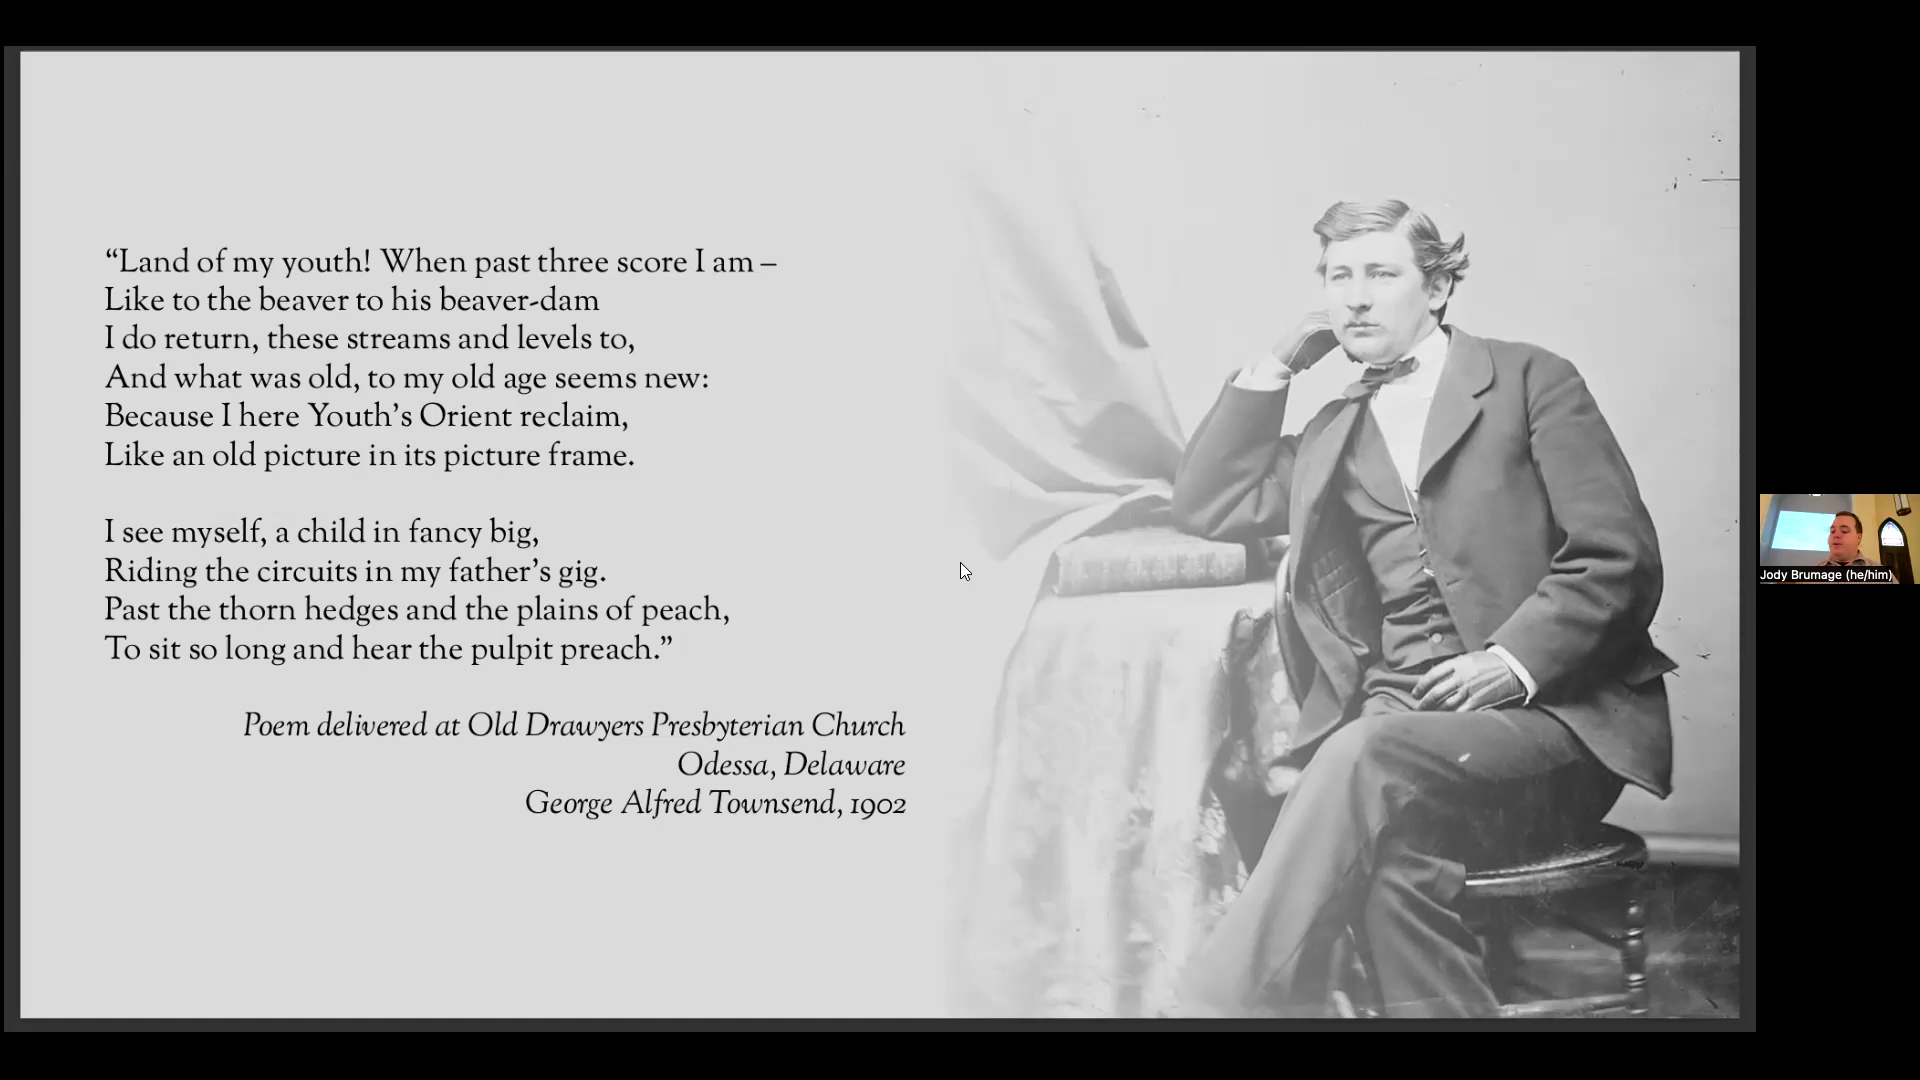 “Land of my youth! When past three score I am –
Like to the beaver to his beaver-dam
I do return, these streams and levels to,
And what was old, to my old age seems new:
Because I here Youth’s Orient reclaim,
Like an old picture in its picture frame.
I see myself, a child in fancy big,
Riding the circuits in my father’s gig.
Past the thorn hedges and the plains of peach,
To sit so long and hear the pulpit preach.”
Poem delivered at Old Drawyers Presbyterian Church
Odessa, Delaware
George Alfred Townsend, 1902
Jody Brumage (he/him)